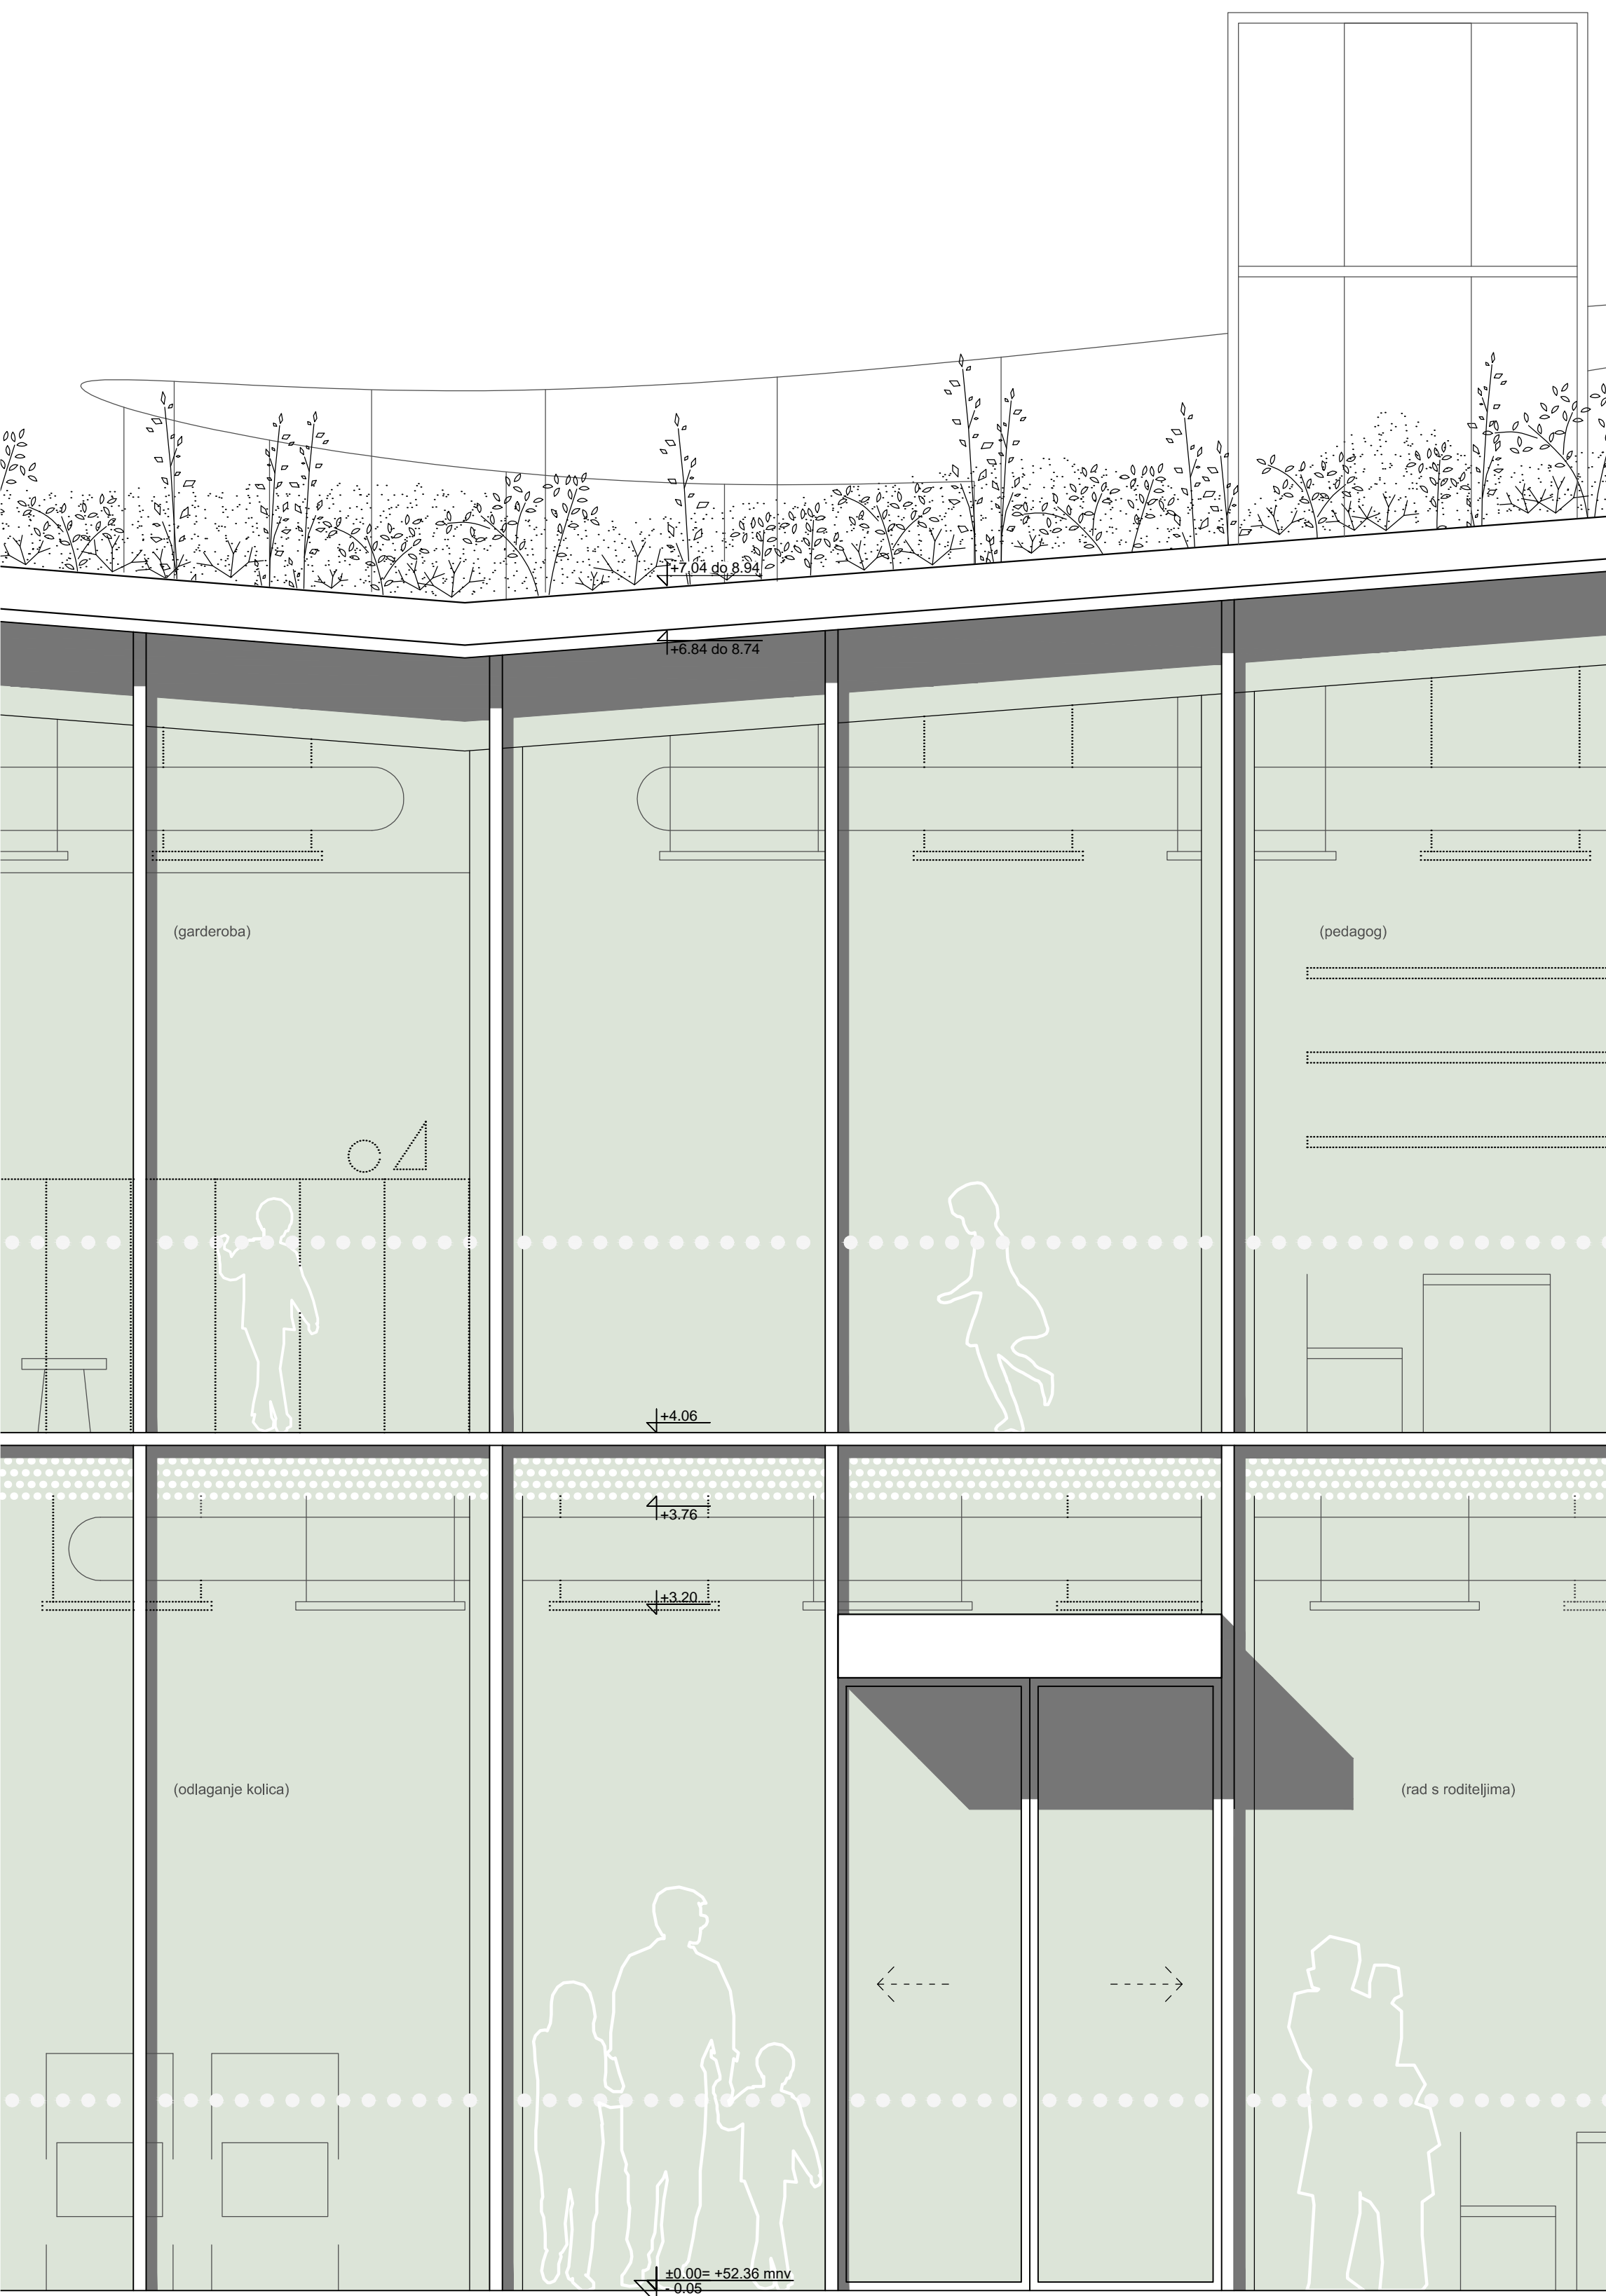 +7.04 do 8.94
+6.84 do 8.74
(garderoba)
(pedagog)
+4.06
+3.76
+3.20
(odlaganje kolica)
(rad s roditeljima)
±0.00= +52.36 mnv
- 0.05